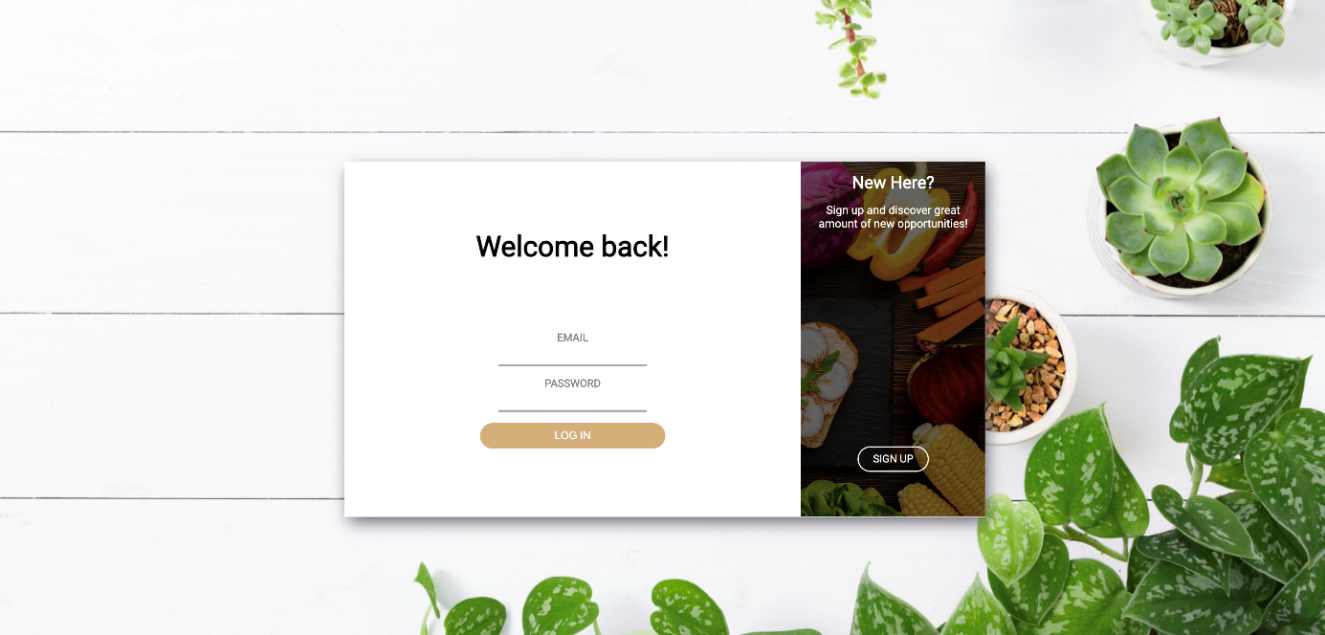 Welcome back!
EMAIL
PASSWORD
LOG IN
New Here?
Sign up and discover great
amount of new opportunities!
SIGN UP